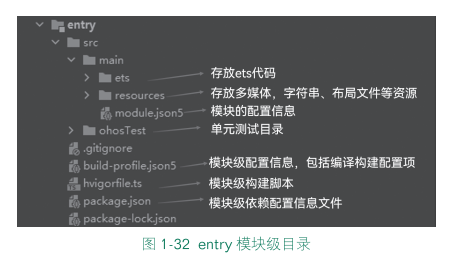 entry
src
main
ets 存放ets代码
resources 存放多媒体，字符串、布局文件等资源
module.json5 模块的配置信息
ohosTest 单元测试目录
.gitignore
build-profile.json5 模块级配置信息，包括编译构建配置项
hvigorfile.ts 模块级构建脚本
package.json 模块级依赖配置信息文件
package-lock.json
图 1-32 entry 模块级目录